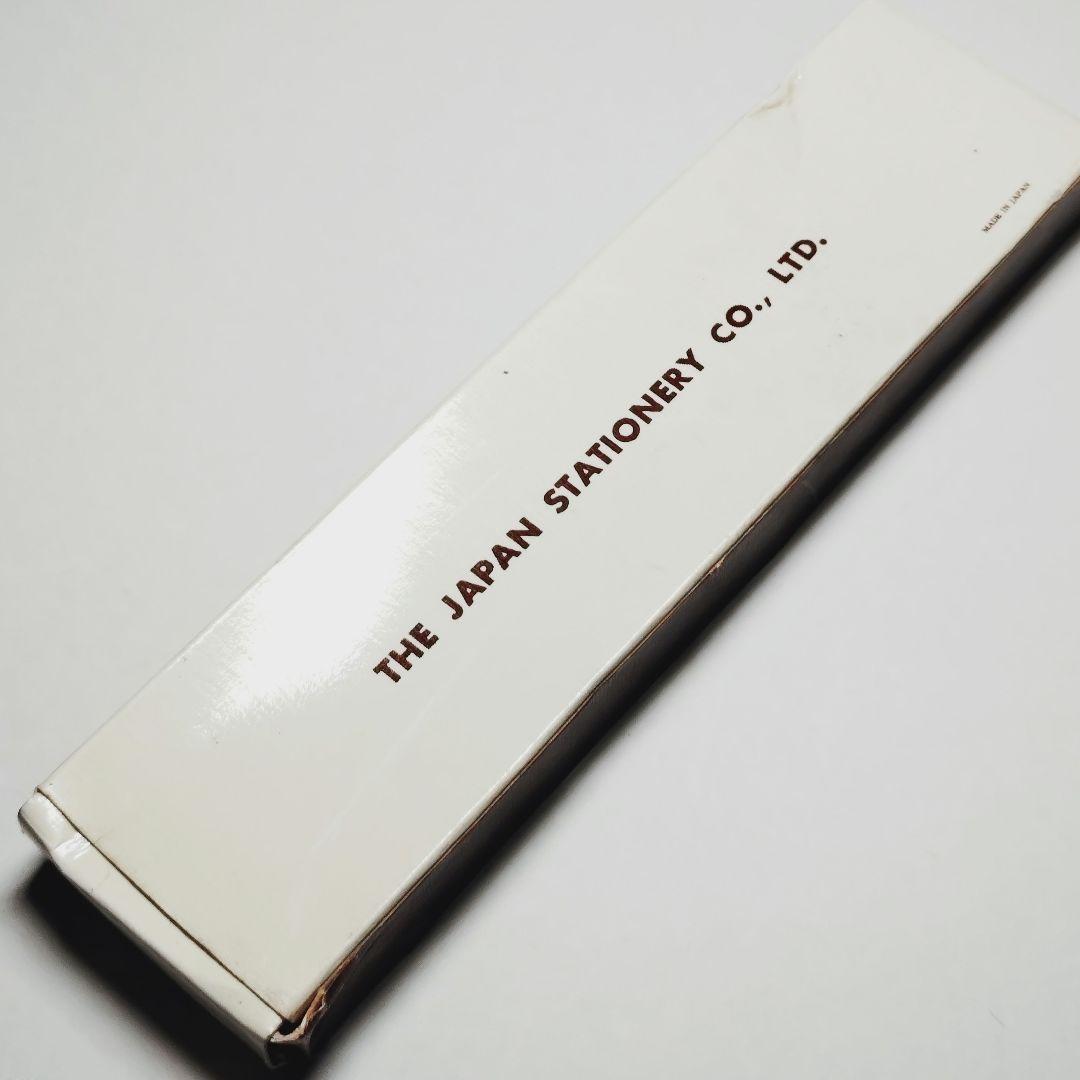 THE JAPAN STATIONERY CO., LTD.
MADE IN JAPAN